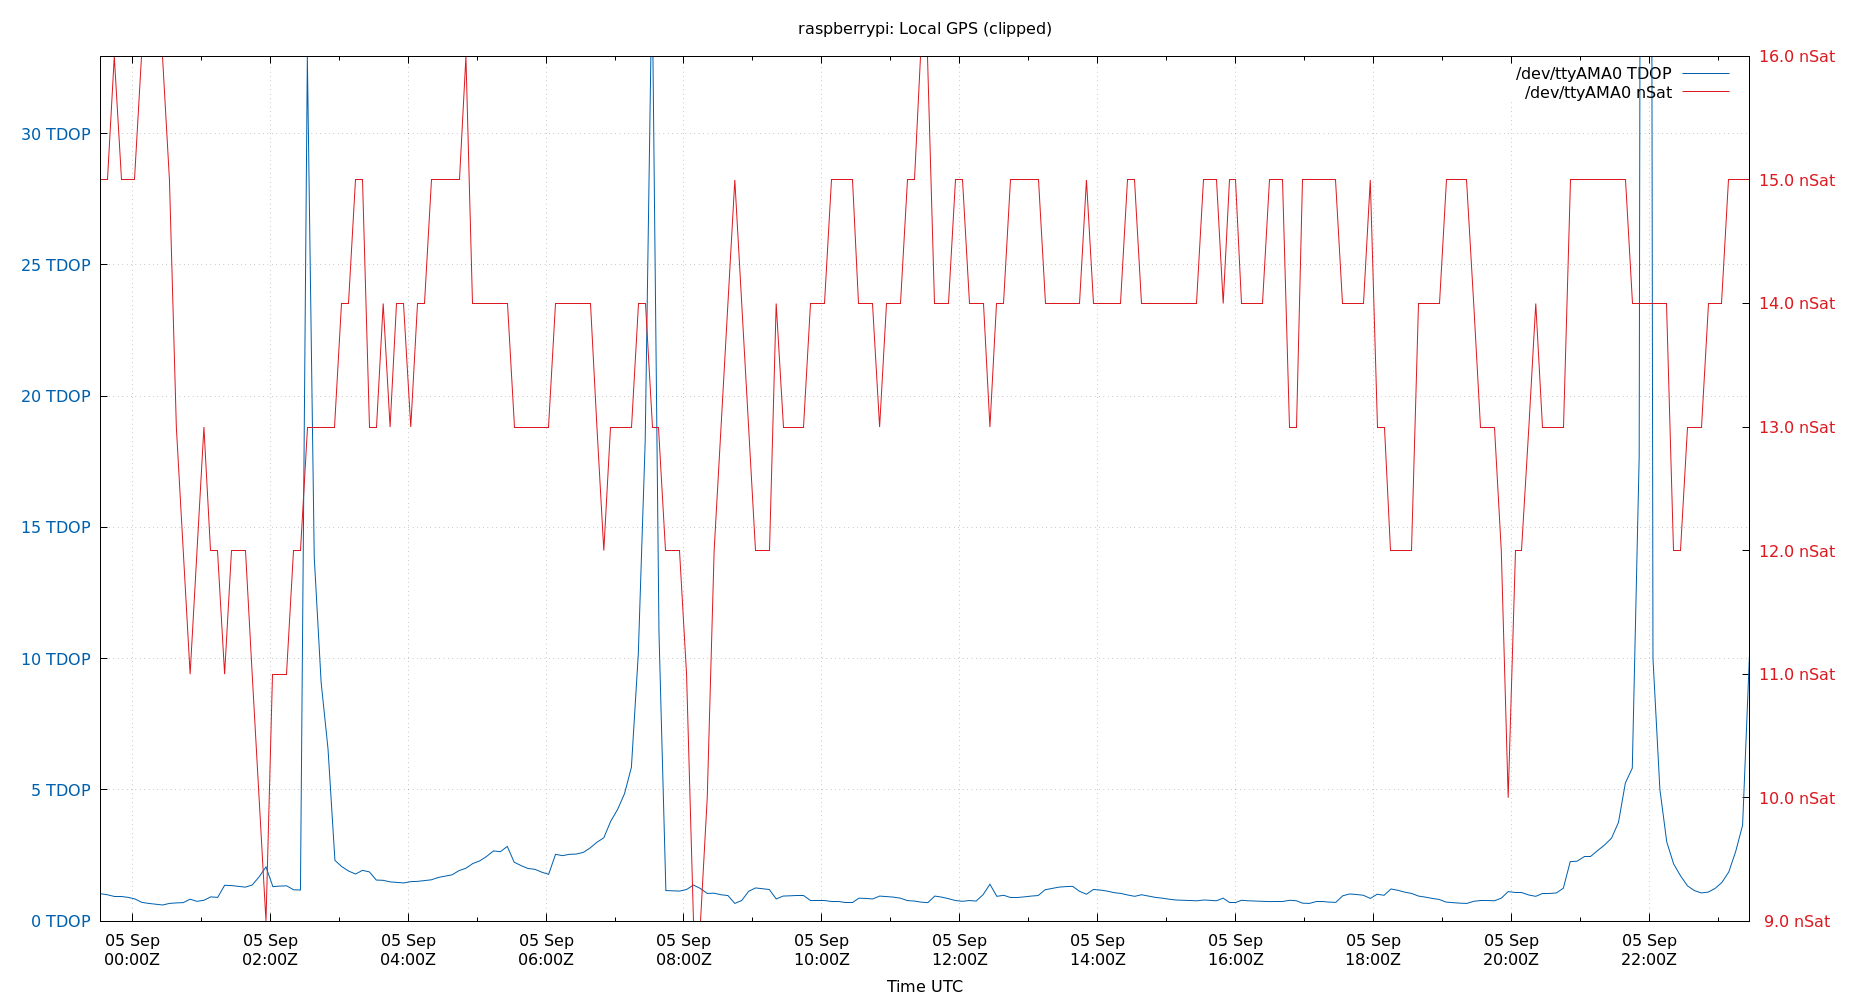 raspberrypi: Local GPS (clipped)
/dev/ttyAMA0 TDOP
/dev/ttyAMA0 nSat
30 TDOP
25 TDOP
20 TDOP
15 TDOP
10 TDOP
5 TDOP
0 TDOP
16.0 nSat
15.0 nSat
14.0 nSat
13.0 nSat
12.0 nSat
11.0 nSat
10.0 nSat
9.0 nSat
05 Sep 05 Sep 05 Sep 05 Sep 05 Sep 05 Sep 05 Sep 05 Sep 05 Sep 05 Sep 05 Sep 05 Sep
00:00Z 02:00Z 04:00Z 06:00Z 08:00Z 10:00Z 12:00Z 14:00Z 16:00Z 18:00Z 20:00Z 22:00Z
Time UTC